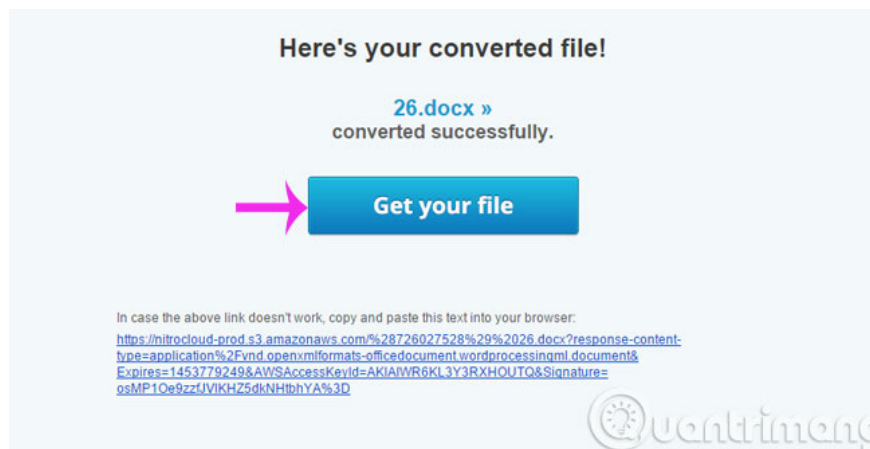 Here's your converted file!
26.docx »
converted successfully.
Get your file
In case the above link doesn't work, copy and paste this text into your browser:
https://nitrocloud-prod.s3.amazonaws.com/%28726027528%29%2026.docx?response-content-
type=application%2Fvnd.openxmlformats-officedocument.wordprocessingml.document&
Expires=1453779249&AWSAccessKeyId=AKIAIWR6KL3Y3RXHOUTQ&Signature=
osMP1Oe9zzfJVIKHZ5dkNHtbhYA%3D
Quantrimang